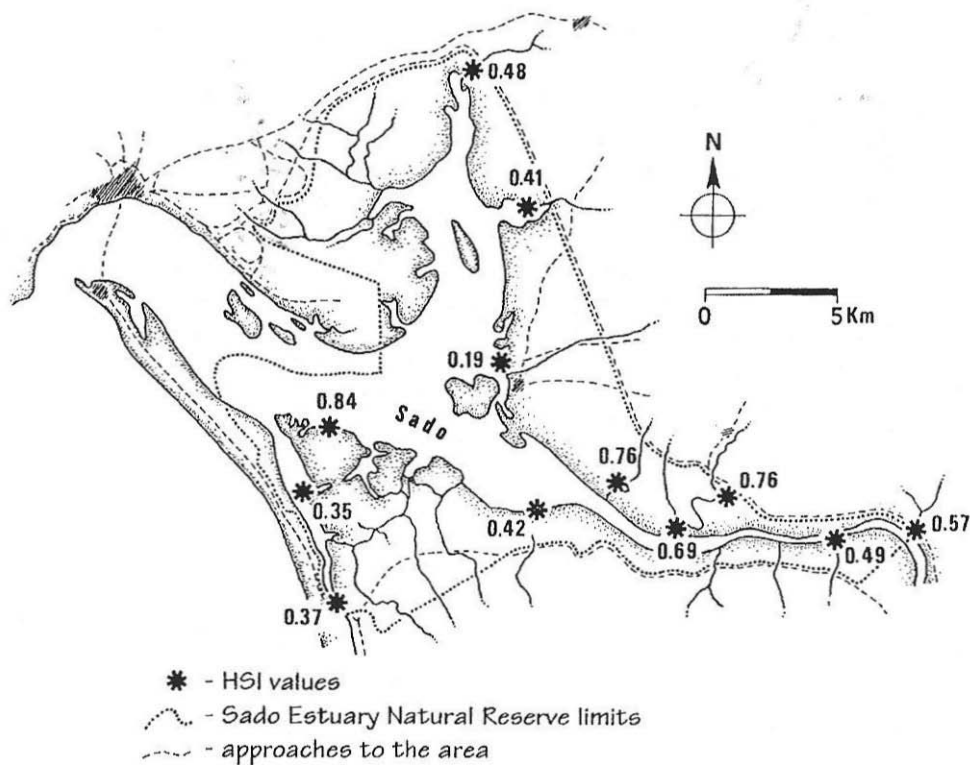 0.48
N
0.41
0 5 Km
0.19
0.84
Sado
0.76
0.76
0.35
0.42
0.57
0.69
0.49
0.37
- HSI values
- Sado Estuary Natural Reserve limits
- approaches to the area